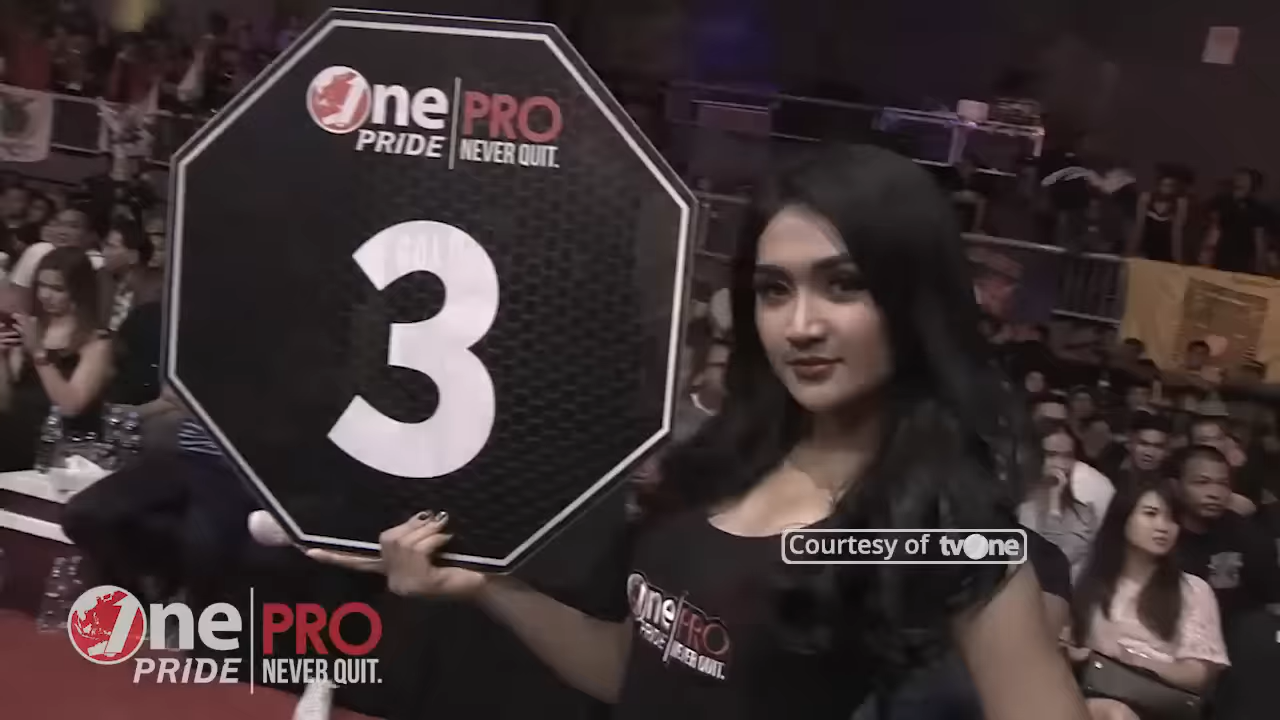 One
PRIDE
PRO
NEVER QUIT.
3
Courtesy of tvOne
One
PRIDE
PRO
NEVER QUIT.
One
PRIDE
PRO
NEVER QUIT.